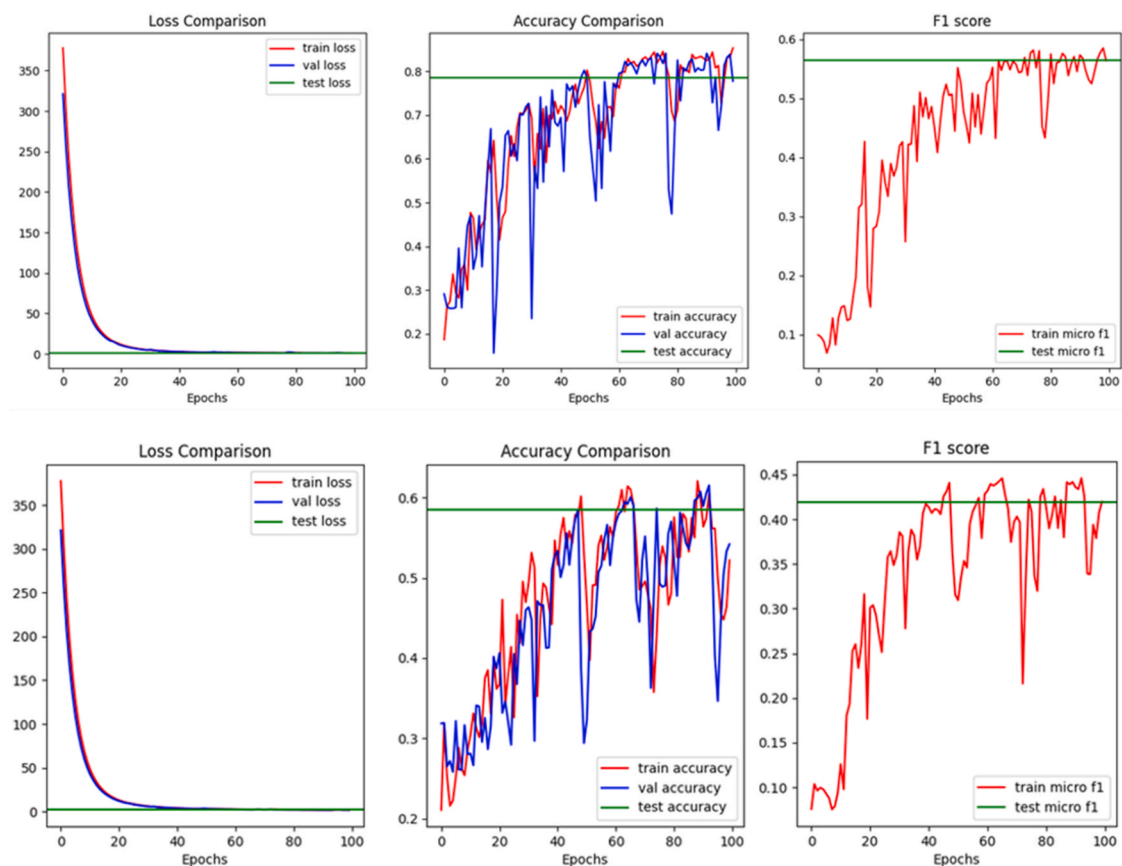 Loss Comparison
350
300
250
200
150
100
50
0
0 20 40 60 80 100
Epochs
train loss
val loss
test loss
Accuracy Comparison
0.8
0.7
0.6
0.5
0.4
0.3
0.2
0 20 40 60 80 100
Epochs
train accuracy
val accuracy
test accuracy
F1 score
0.6
0.5
0.4
0.3
0.2
0.1
0 20 40 60 80 100
Epochs
train micro f1
test micro f1
Loss Comparison
350
300
250
200
150
100
50
0
0 20 40 60 80 100
Epochs
train loss
val loss
test loss
Accuracy Comparison
0.6
0.5
0.4
0.3
0.2
0 20 40 60 80 100
Epochs
train accuracy
val accuracy
test accuracy
F1 score
0.45
0.40
0.35
0.30
0.25
0.20
0.15
0.10
0 20 40 60 80 100
Epochs
train micro f1
test micro f1